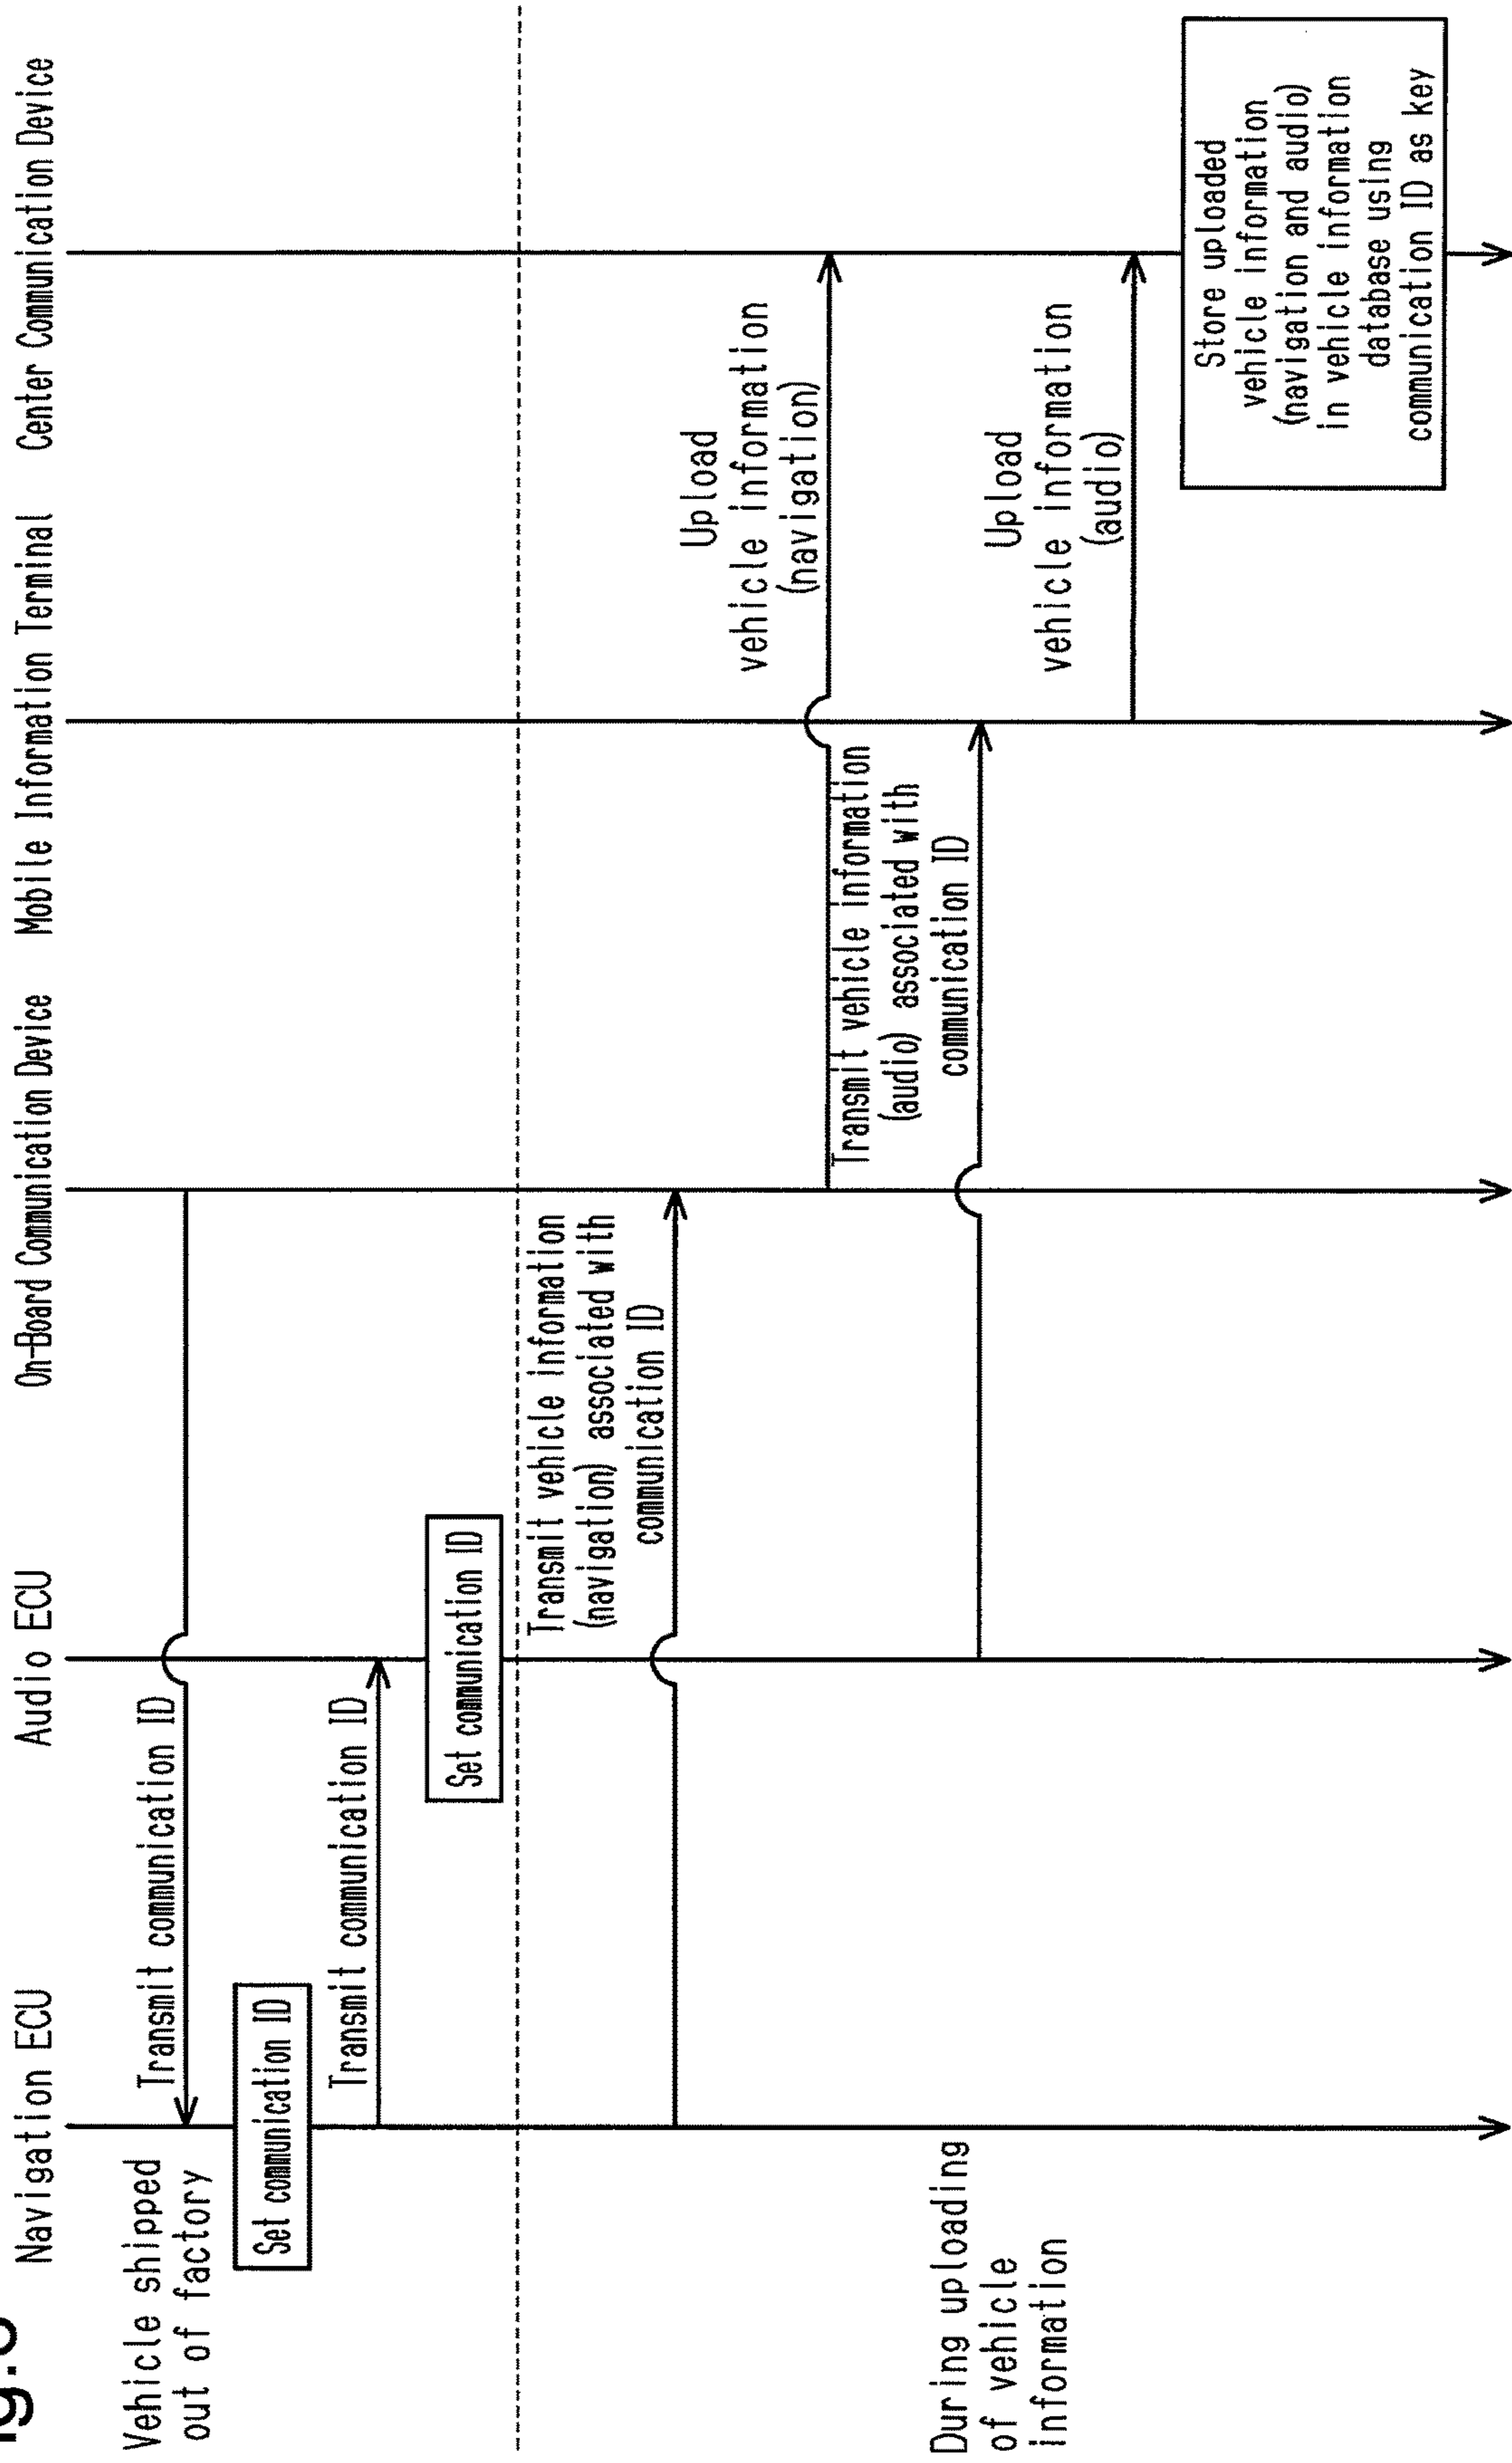 Navigation ECU
Audio ECU
On-Board Communication Device
Mobile Information Terminal
Center Communication Device
Vehicle shipped
out of factory
Transmit communication ID
Set communication ID
Transmit communication ID
Set communication ID
During uploading
of vehicle
information
Transmit vehicle information
(navigation) associated with
communication ID
Upload
vehicle information
(navigation)
Transmit vehicle information
(audio) associated with
communication ID
Upload
vehicle information
(audio)
Store uploaded
vehicle information
(navigation and audio)
in vehicle information
database using
communication ID as key